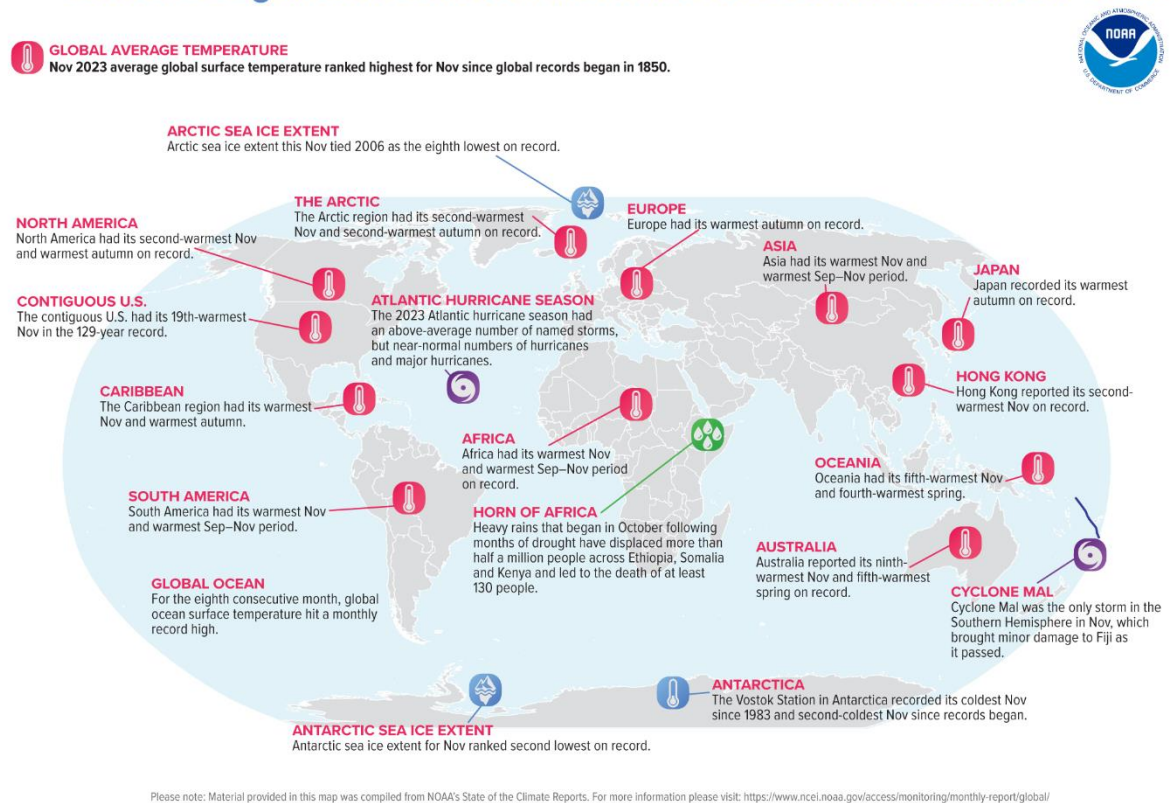 GLOBAL AVERAGE TEMPERATURE
Nov 2023 average global surface temperature ranked highest for Nov since global records began in 1850.
NATIONAL OCEANIC AND ATMOSPHERIC ADMINISTRATION
NOAA
U.S. DEPARTMENT OF COMMERCE
ARCTIC SEA ICE EXTENT
Arctic sea ice extent this Nov tied 2006 as the eighth lowest on record.
THE ARCTIC
The Arctic region had its second-warmest
Nov and second-warmest autumn on record.
EUROPE
Europe had its warmest autumn on record.
NORTH AMERICA
North America had its second-warmest Nov
and warmest autumn on record.
ASIA
Asia had its warmest Nov and
warmest Sep–Nov period.
JAPAN
Japan recorded its warmest
autumn on record.
CONTIGUOUS U.S.
The contiguous U.S. had its 19th-warmest
Nov in the 129-year record.
ATLANTIC HURRICANE SEASON
The 2023 Atlantic hurricane season had
an above-average number of named storms,
but near-normal numbers of hurricanes
and major hurricanes.
HONG KONG
Hong Kong reported its second-
warmest Nov on record.
CARIBBEAN
The Caribbean region had its warmest
Nov and warmest autumn.
AFRICA
Africa had its warmest Nov
and warmest Sep–Nov period
on record.
OCEANIA
Oceania had its fifth-warmest Nov
and fourth-warmest spring.
SOUTH AMERICA
South America had its warmest Nov
and warmest Sep–Nov period.
HORN OF AFRICA
Heavy rains that began in October following
months of drought have displaced more than
half a million people across Ethiopia, Somalia
and Kenya and led to the death of at least
130 people.
AUSTRALIA
Australia reported its ninth-
warmest Nov and fifth-warmest
spring on record.
GLOBAL OCEAN
For the eighth consecutive month, global
ocean surface temperature hit a monthly
record high.
CYCLONE MAL
Cyclone Mal was the only storm in the
Southern Hemisphere in Nov, which
brought minor damage to Fiji as
it passed.
ANTARCTICA
The Vostok Station in Antarctica recorded its coldest Nov
since 1983 and second-coldest Nov since records began.
ANTARCTIC SEA ICE EXTENT
Antarctic sea ice extent for Nov ranked second lowest on record.
Please note: Material provided in this map was compiled from NOAA's State of the Climate Reports. For more information please visit: https://www.ncei.noaa.gov/access/monitoring/monthly-report/global/